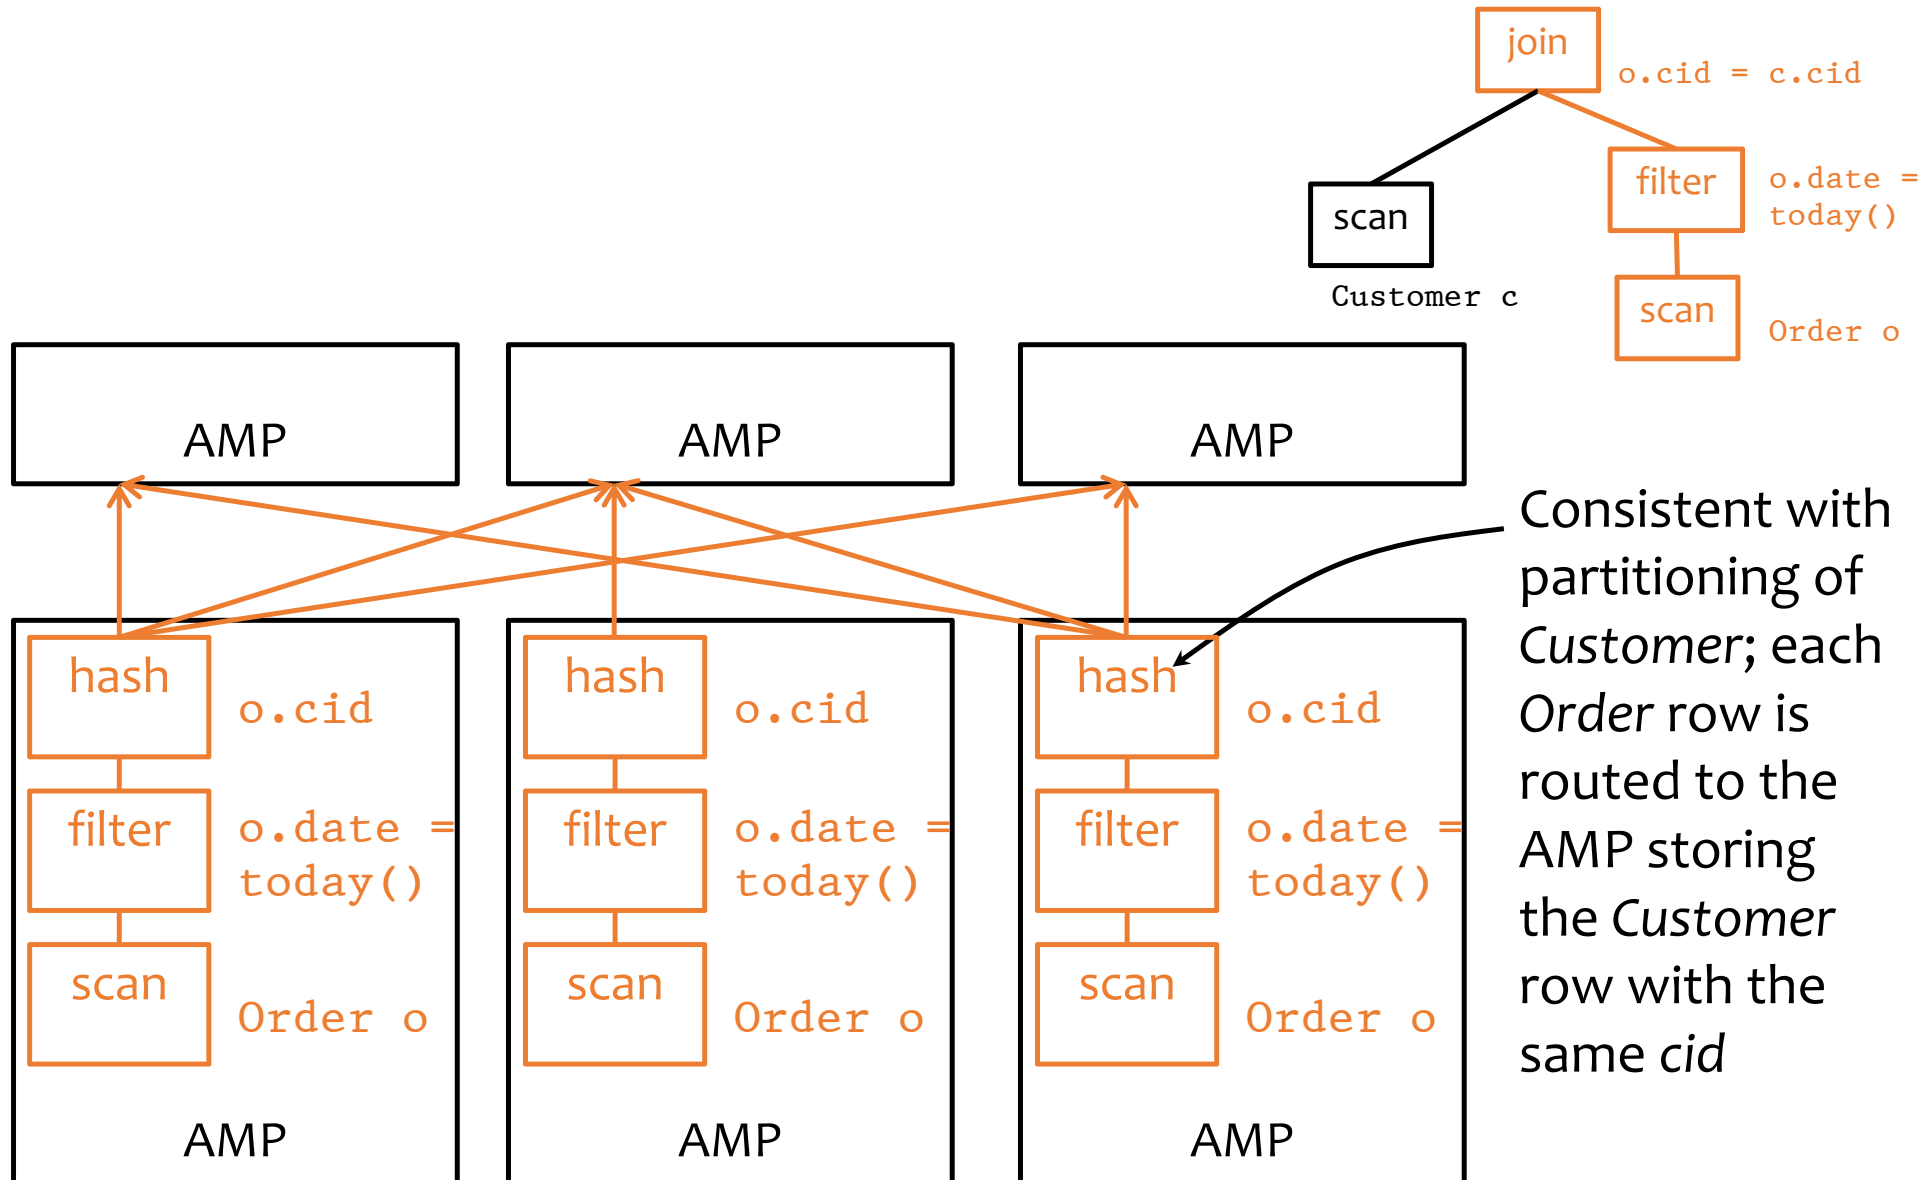 join
o.cid = c.cid
filter
o.date =
today()
scan
Customer c
scan
Order o
AMP
AMP
AMP
Consistent with
partitioning of
Customer; each
Order row is
routed to the
AMP storing
the Customer
row with the
same cid
hash
o.cid
filter
o.date =
today()
scan
Order o
AMP
hash
o.cid
filter
o.date =
today()
scan
Order o
AMP
hash
o.cid
filter
o.date =
today()
scan
Order o
AMP